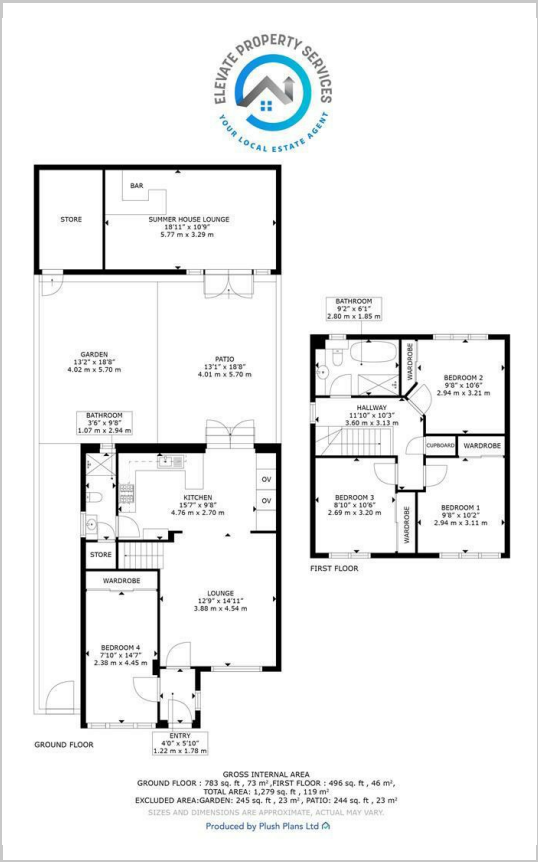 ELEVATE PROPERTY SERVICES
YOUR LOCAL ESTATE AGENT
BAR
STORE
SUMMER HOUSE LOUNGE
18'11" x 10'9"
5.77 m x 3.29 m
GARDEN
13'2" x 18'8"
4.02 m x 5.70 m
PATIO
13'1" x 18'8"
4.01 m x 5.70 m
BATHROOM
3'6" x 9'8"
1.07 m x 2.94 m
KITCHEN
15'7" x 9'8"
4.76 m x 2.70 m
OV
OV
STORE
WARDROBE
LOUNGE
12'9" x 14'11"
3.88 m x 4.54 m
BEDROOM 4
7'10" x 14'7"
2.38 m x 4.45 m
ENTRY
4'0" x 5'10"
1.22 m x 1.78 m
GROUND FLOOR
BATHROOM
9'2" x 6'1"
2.80 m x 1.85 m
WARDROBE
BEDROOM 2
9'8" x 10'6"
2.94 m x 3.21 m
HALLWAY
11'10" x 10'3"
3.60 m x 3.13 m
CUPBOARD
WARDROBE
BEDROOM 3
8'10" x 10'6"
2.69 m x 3.20 m
WARDROBE
BEDROOM 1
9'8" x 10'2"
2.94 m x 3.11 m
FIRST FLOOR
GROSS INTERNAL AREA
GROUND FLOOR : 783 sq. ft , 73 m², FIRST FLOOR : 496 sq. ft , 46 m²,
TOTAL AREA: 1,279 sq. ft , 119 m²
EXCLUDED AREA:GARDEN: 245 sq. ft , 23 m² , PATIO: 244 sq. ft , 23 m²
SIZES AND DIMENSIONS ARE APPROXIMATE, ACTUAL MAY VARY.
Produced by Plush Plans Ltd